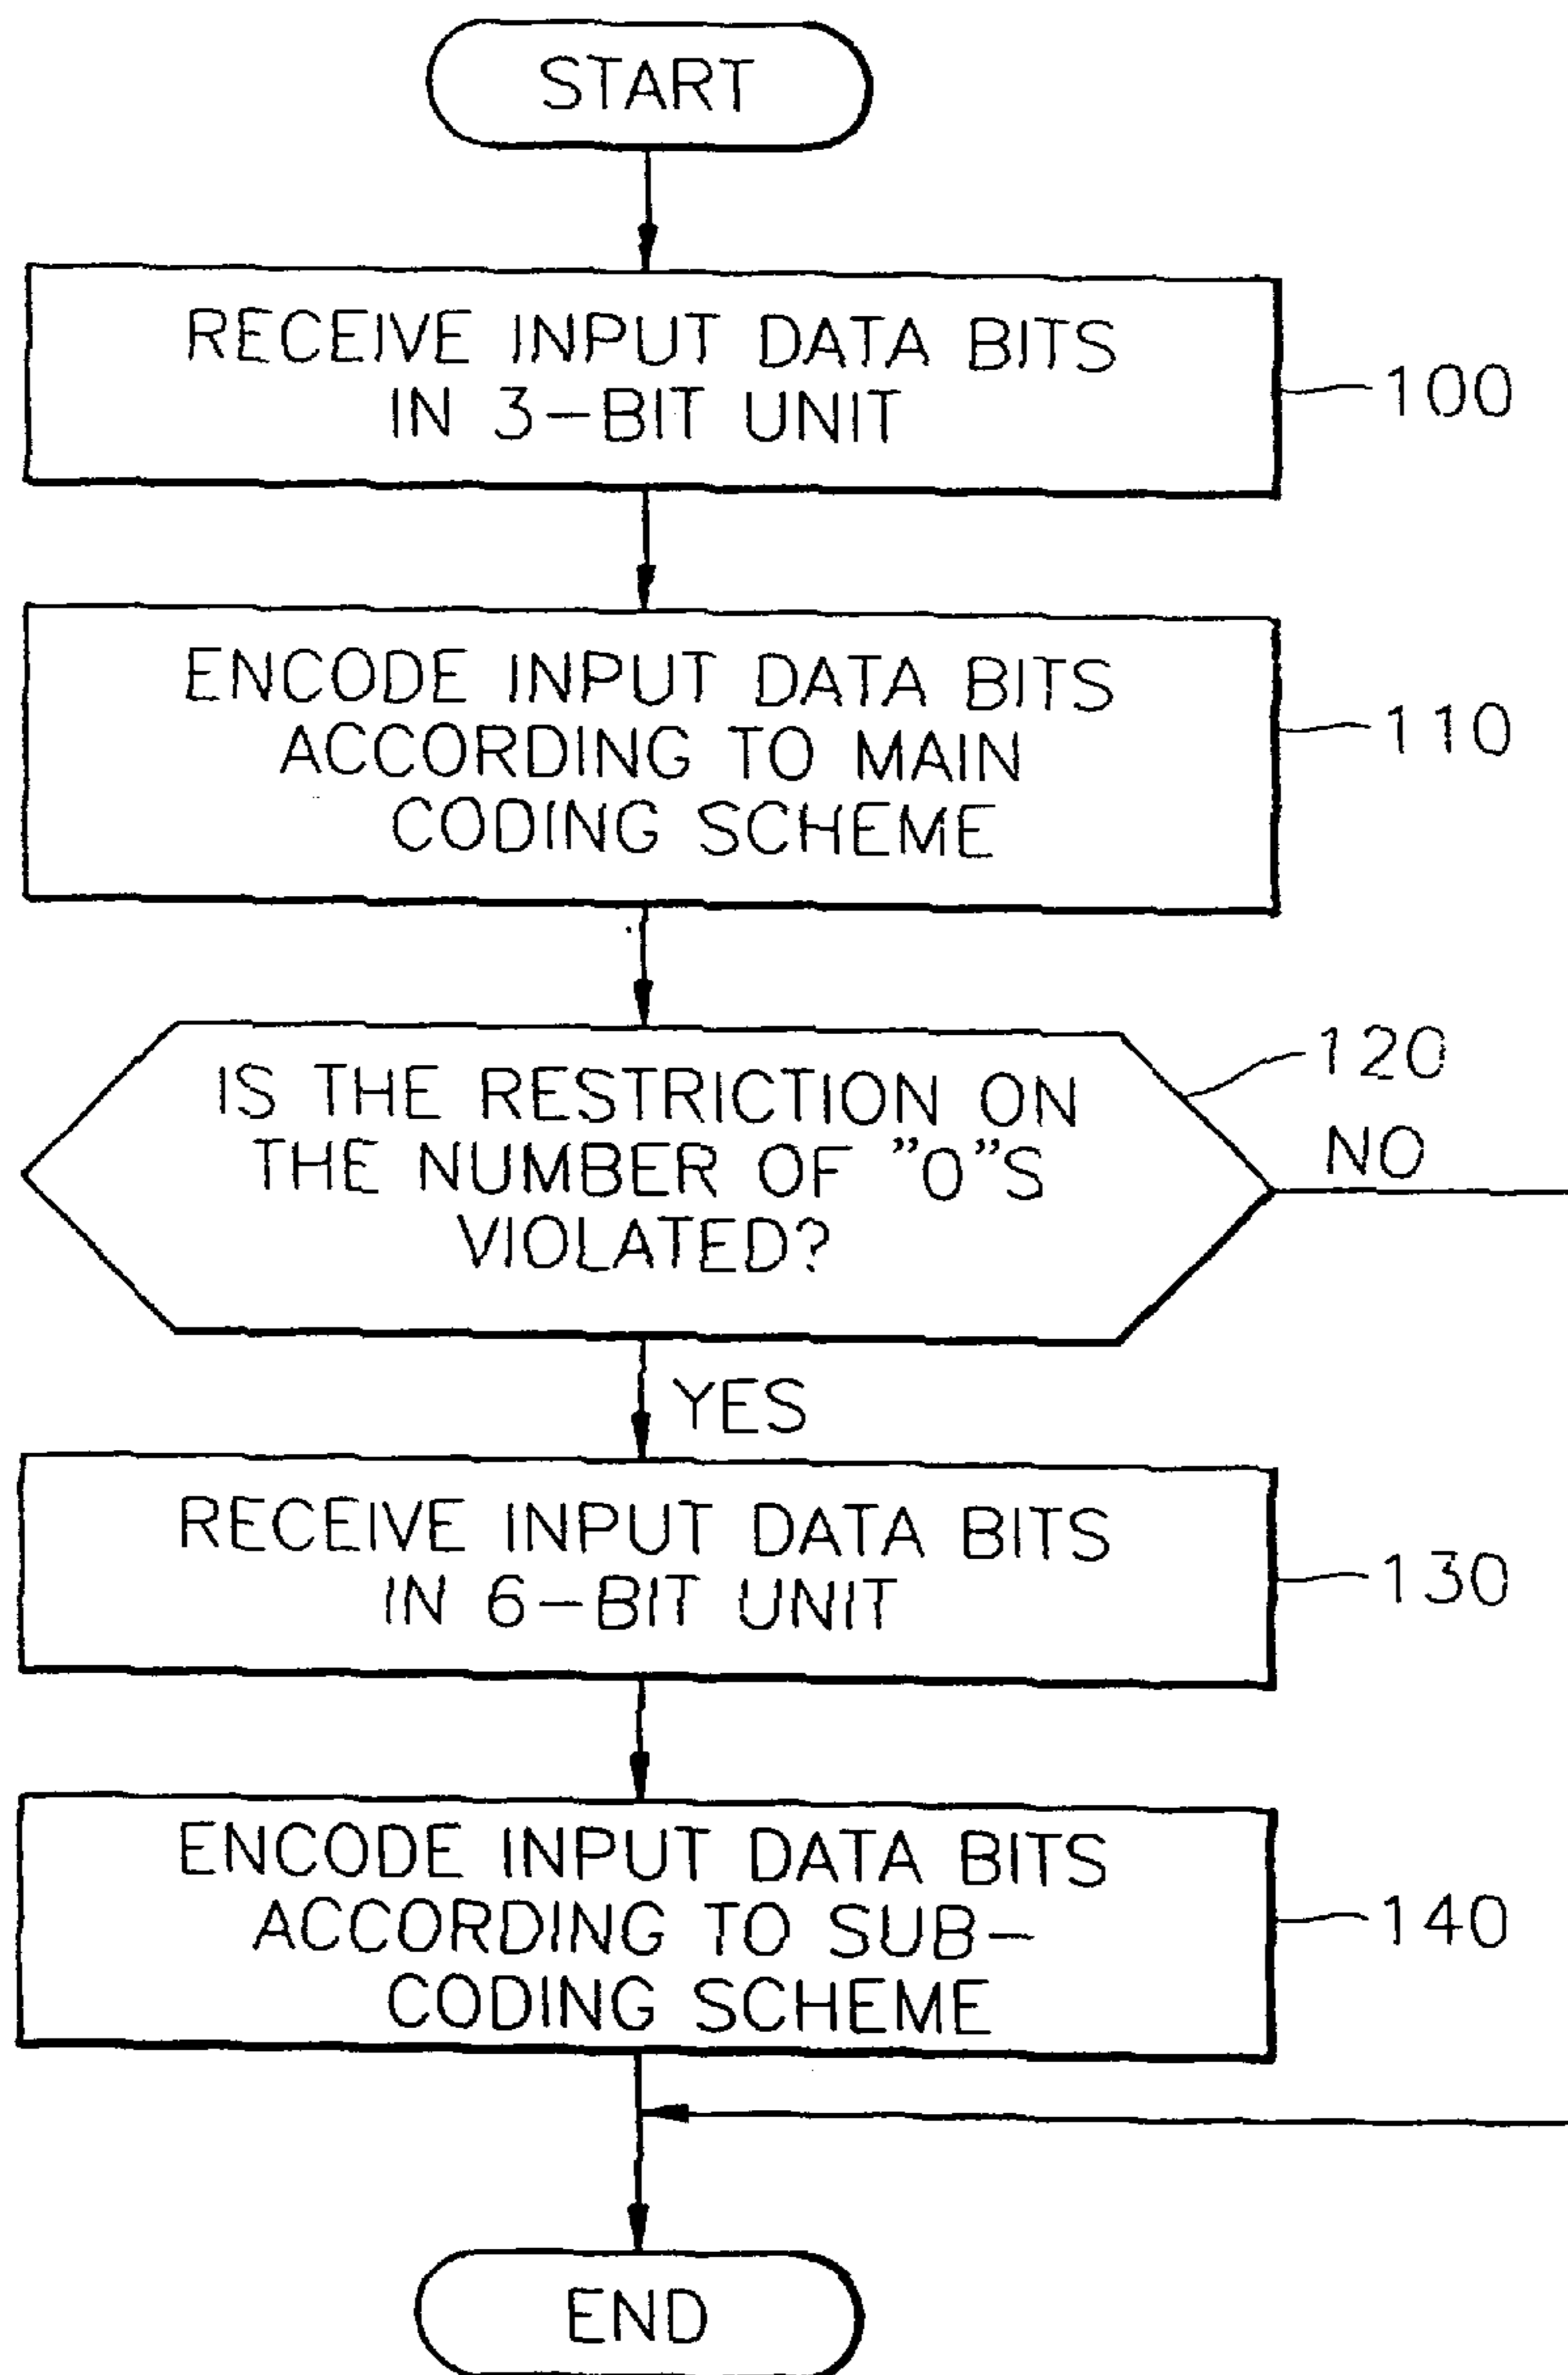 START
RECEIVE INPUT DATA BITS
IN 3-BIT UNIT
100
ENCODE INPUT DATA BITS
ACCORDING TO MAIN
CODING SCHEME
110
IS THE RESTRICTION ON
THE NUMBER OF "0"S
VIOLATED?
120
NO
YES
RECEIVE INPUT DATA BITS
IN 6-BIT UNIT
130
ENCODE INPUT DATA BITS
ACCORDING TO SUB-
CODING SCHEME
140
END